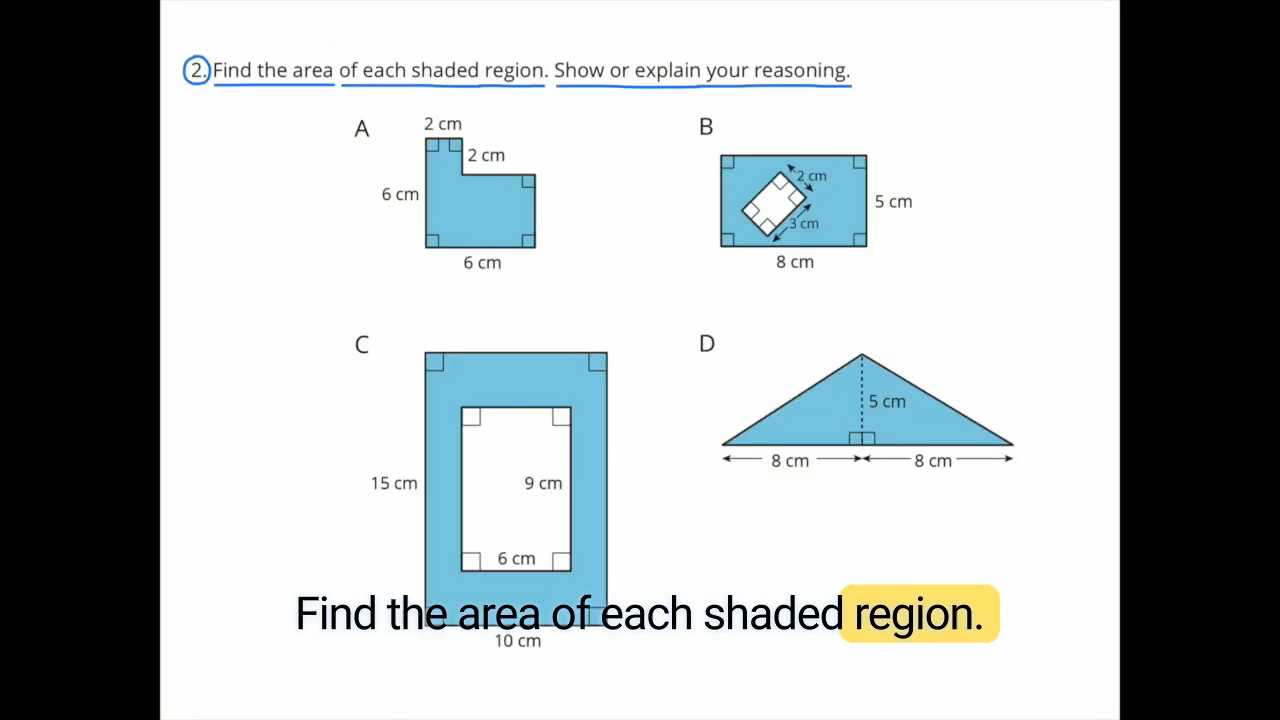 2. Find the area of each shaded region. Show or explain your reasoning.
A
2 cm
2 cm
6 cm
6 cm
B
2 cm
3 cm
5 cm
8 cm
C
15 cm
9 cm
6 cm
10 cm
D
5 cm
8 cm
8 cm
Find the area of each shaded region.